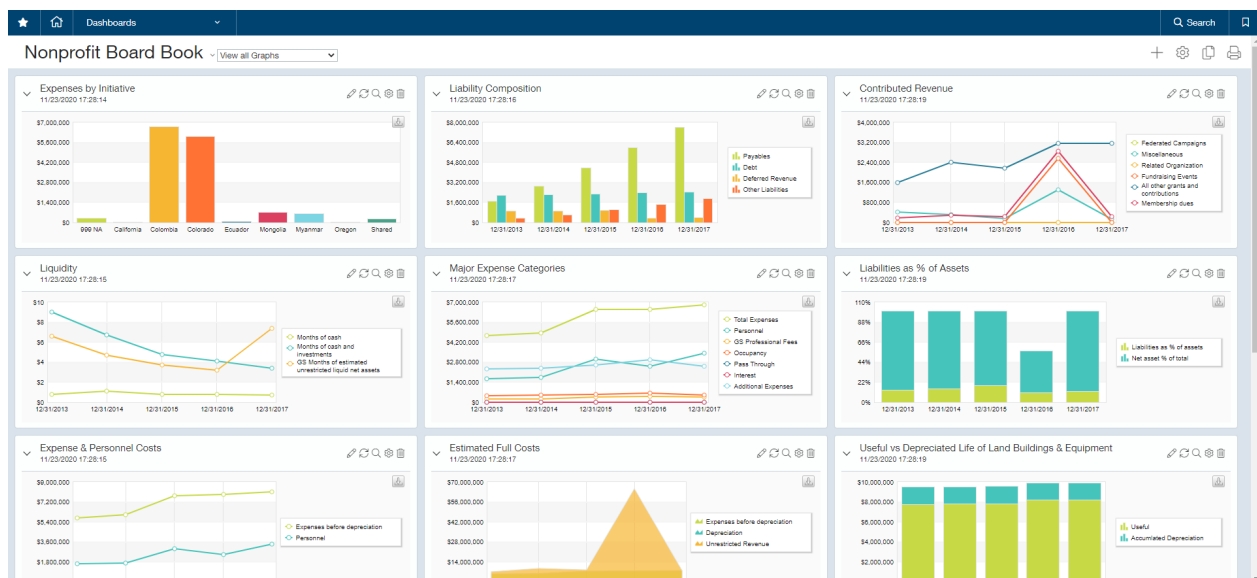 Dashboards
Search
Nonprofit Board Book
View all Graphs
Expenses by Initiative
11/23/2020 17:28:14
$7,000,000
$5,600,000
$4,200,000
$2,800,000
$1,400,000
$0
999 NA California Colombia Colorado Ecuador Mongolia Myanmar Oregon Shared
Liability Composition
11/23/2020 17:28:16
$8,000,000
$6,400,000
$4,800,000
$3,200,000
$1,600,000
$0
12/31/2013 12/31/2014 12/31/2015 12/31/2016 12/31/2017
Payables
Debt
Deferred Revenue
Other Liabilities
Contributed Revenue
11/23/2020 17:28:19
$4,000,000
$3,200,000
$2,400,000
$1,600,000
$800,000
$0
12/31/2013 12/31/2014 12/31/2015 12/31/2016 12/31/2017
Federated Campaigns
Miscellaneous
Related Organization
Fundraising Events
All other grants and
contributions
Membership dues
Liquidity
11/23/2020 17:28:15
$10
$8
$6
$4
$2
$0
12/31/2013 12/31/2014 12/31/2015 12/31/2016 12/31/2017
Months of cash
Months of cash and
investments
GS Months of estimated
unrestricted liquid net assets
Major Expense Categories
11/23/2020 17:28:17
$7,000,000
$5,600,000
$4,200,000
$2,800,000
$1,400,000
$0
12/31/2013 12/31/2014 12/31/2015 12/31/2016 12/31/2017
Total Expenses
Personnel
GS Professional Fees
Occupancy
Pass Through
Interest
Additional Expenses
Liabilities as % of Assets
11/23/2020 17:28:19
110%
88%
66%
44%
22%
0%
12/31/2013 12/31/2014 12/31/2015 12/31/2016 12/31/2017
Liabilities as % of assets
Net asset % of total
Expense & Personnel Costs
11/23/2020 17:28:15
$9,000,000
$7,200,000
$5,400,000
$3,600,000
$1,800,000
Expenses before depreciation
Personnel
Estimated Full Costs
11/23/2020 17:28:17
$70,000,000
$56,000,000
$42,000,000
$28,000,000
$14,000,000
Expenses before depreciation
Depreciation
Unrestricted Revenue
Useful vs Depreciated Life of Land Buildings & Equipment
11/23/2020 17:28:19
$10,000,000
$8,000,000
$6,000,000
$4,000,000
$2,000,000
Useful
Accumlated Depreciation